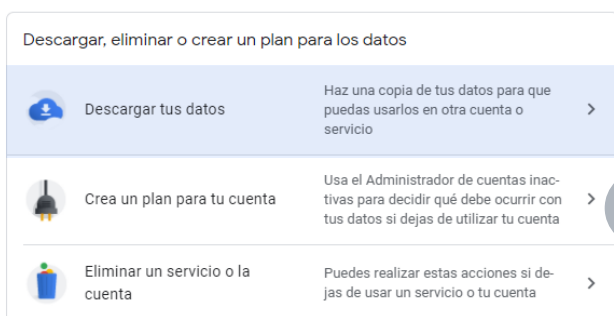 Descargar, eliminar o crear un plan para los datos
Descargar tus datos
Haz una copia de tus datos para que
puedas usarlos en otra cuenta o
servicio
Crea un plan para tu cuenta
Usa el Administrador de cuentas inac-
tivas para decidir qué debe ocurrir con
tus datos si dejas de utilizar tu cuenta
Eliminar un servicio o la
cuenta
Puedes realizar estas acciones si de-
jas de usar un servicio o tu cuenta